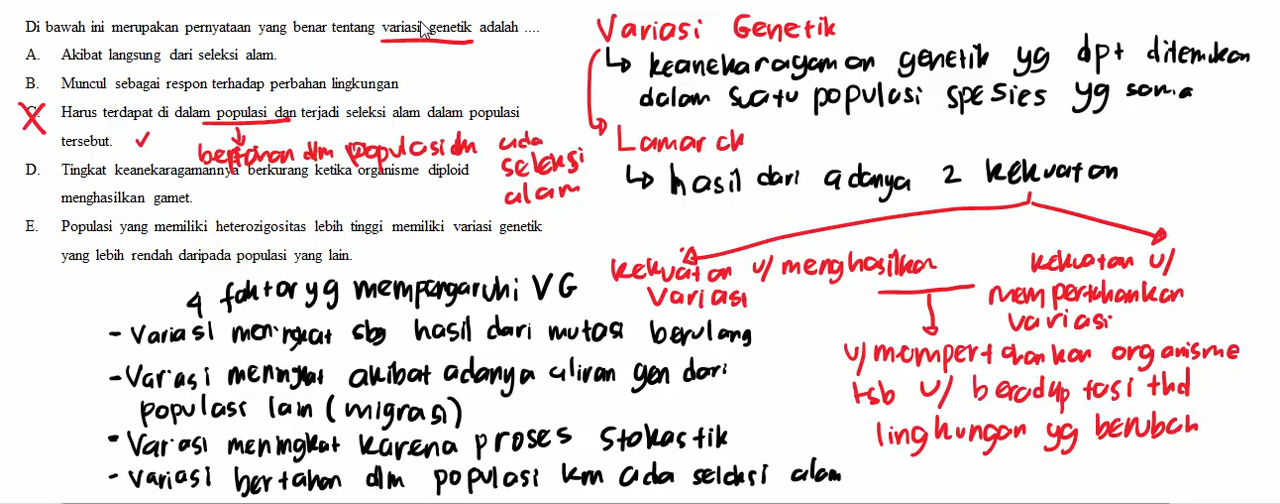 Di bawah ini merupakan pernyataan yang benar tentang variasi genetik adalah ....
A. Akibat langsung dari seleksi alam.
B. Muncul sebagai respon terhadap perbahan lingkungan
C. Harus terdapat di dalam populasi dan terjadi seleksi alam dalam populasi
tersebut.
bertahan dlm populasi dn ada
seleksi
alam
D. Tingkat keanekaragamannya berkurang ketika organisme diploid
menghasilkan gamet.
E. Populasi yang memiliki heterozigositas lebih tinggi memiliki variasi genetik
yang lebih rendah daripada populasi yang lain.
4 faktor yg mempengaruhi VG
- Variasi meningkat sbg hasil dari mutasi berulang
- Variasi meningkat akibat adanya aliran gen dari
populasi lain (migrasi)
- Variasi meningkat karena proses stokastik
- Variasi bertahan dlm populasi krn ada seleksi alam
Variasi Genetik
↳ keanekaragaman genetik yg dpt ditemukan
dalam suatu populasi spesies yg sama
Lamarck
↳ hasil dari adanya 2 kekuatan
kekuatan u/ menghasilkan
variasi
kekuatan u/
mempertahankan
variasi
u/ mempertahankan organisme
tsb u/ beradaptasi thd
lingkungan yg berubah